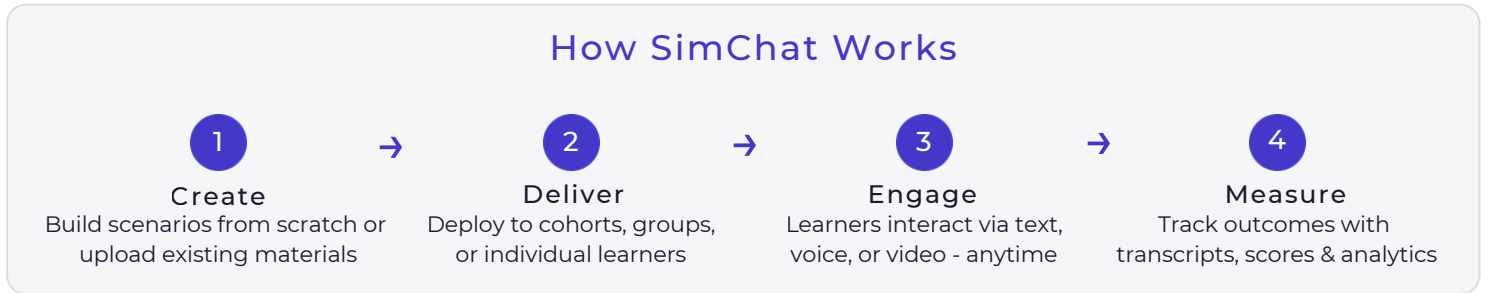 How SimChat Works
1
→
2
→
3
→
4
Create
Deliver
Engage
Measure
Build scenarios from scratch or
upload existing materials
Deploy to cohorts, groups,
or individual learners
Learners interact via text,
voice, or video - anytime
Track outcomes with
transcripts, scores & analytics